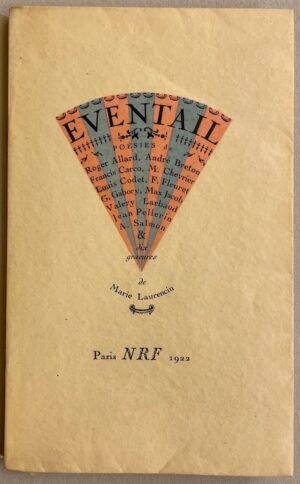 EVENTAIL
POÉSIES de
Roger Allard, André Breton
Francis Carco, M. Chevrier
Louis Codet, F. Fleuret
G. Gabory, Max Jacob
Valery Larbaud
Jean Pellerin
A. Salmon
&
dix
gravures
de
Marie Laurencin
Paris NRF 1922